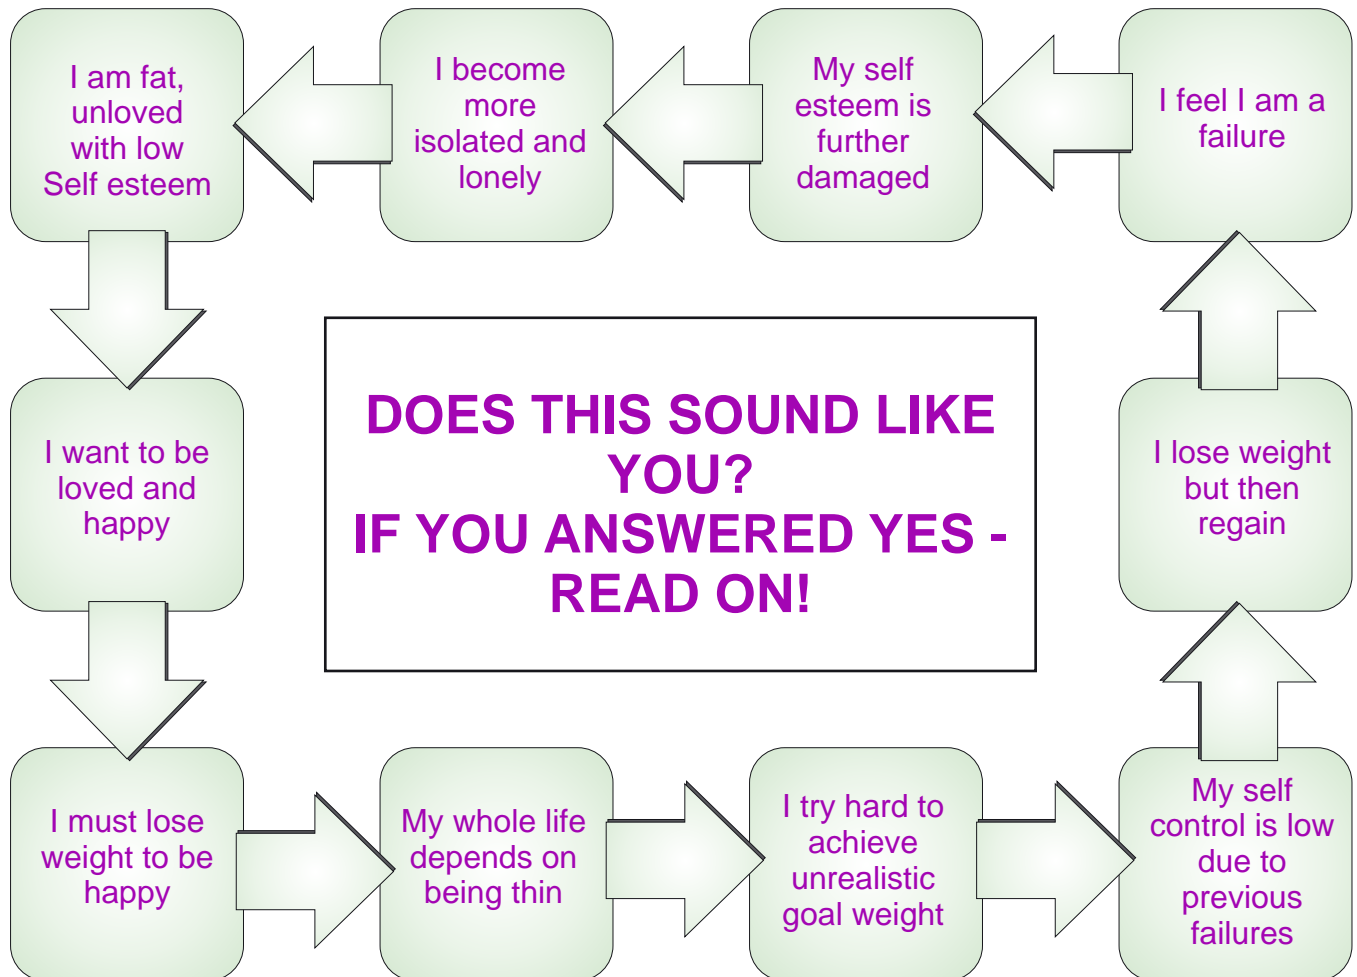 I am fat,
unloved
with low
Self esteem
I become
more
isolated and
lonely
My self
esteem is
further
damaged
I feel I am a
failure
I want to be
loved and
happy
DOES THIS SOUND LIKE
YOU?
IF YOU ANSWERED YES -
READ ON!
I lose weight
but then
regain
I must lose
weight to be
happy
My whole life
depends on
being thin
I try hard to
achieve
unrealistic
goal weight
My self
control is low
due to
previous
failures